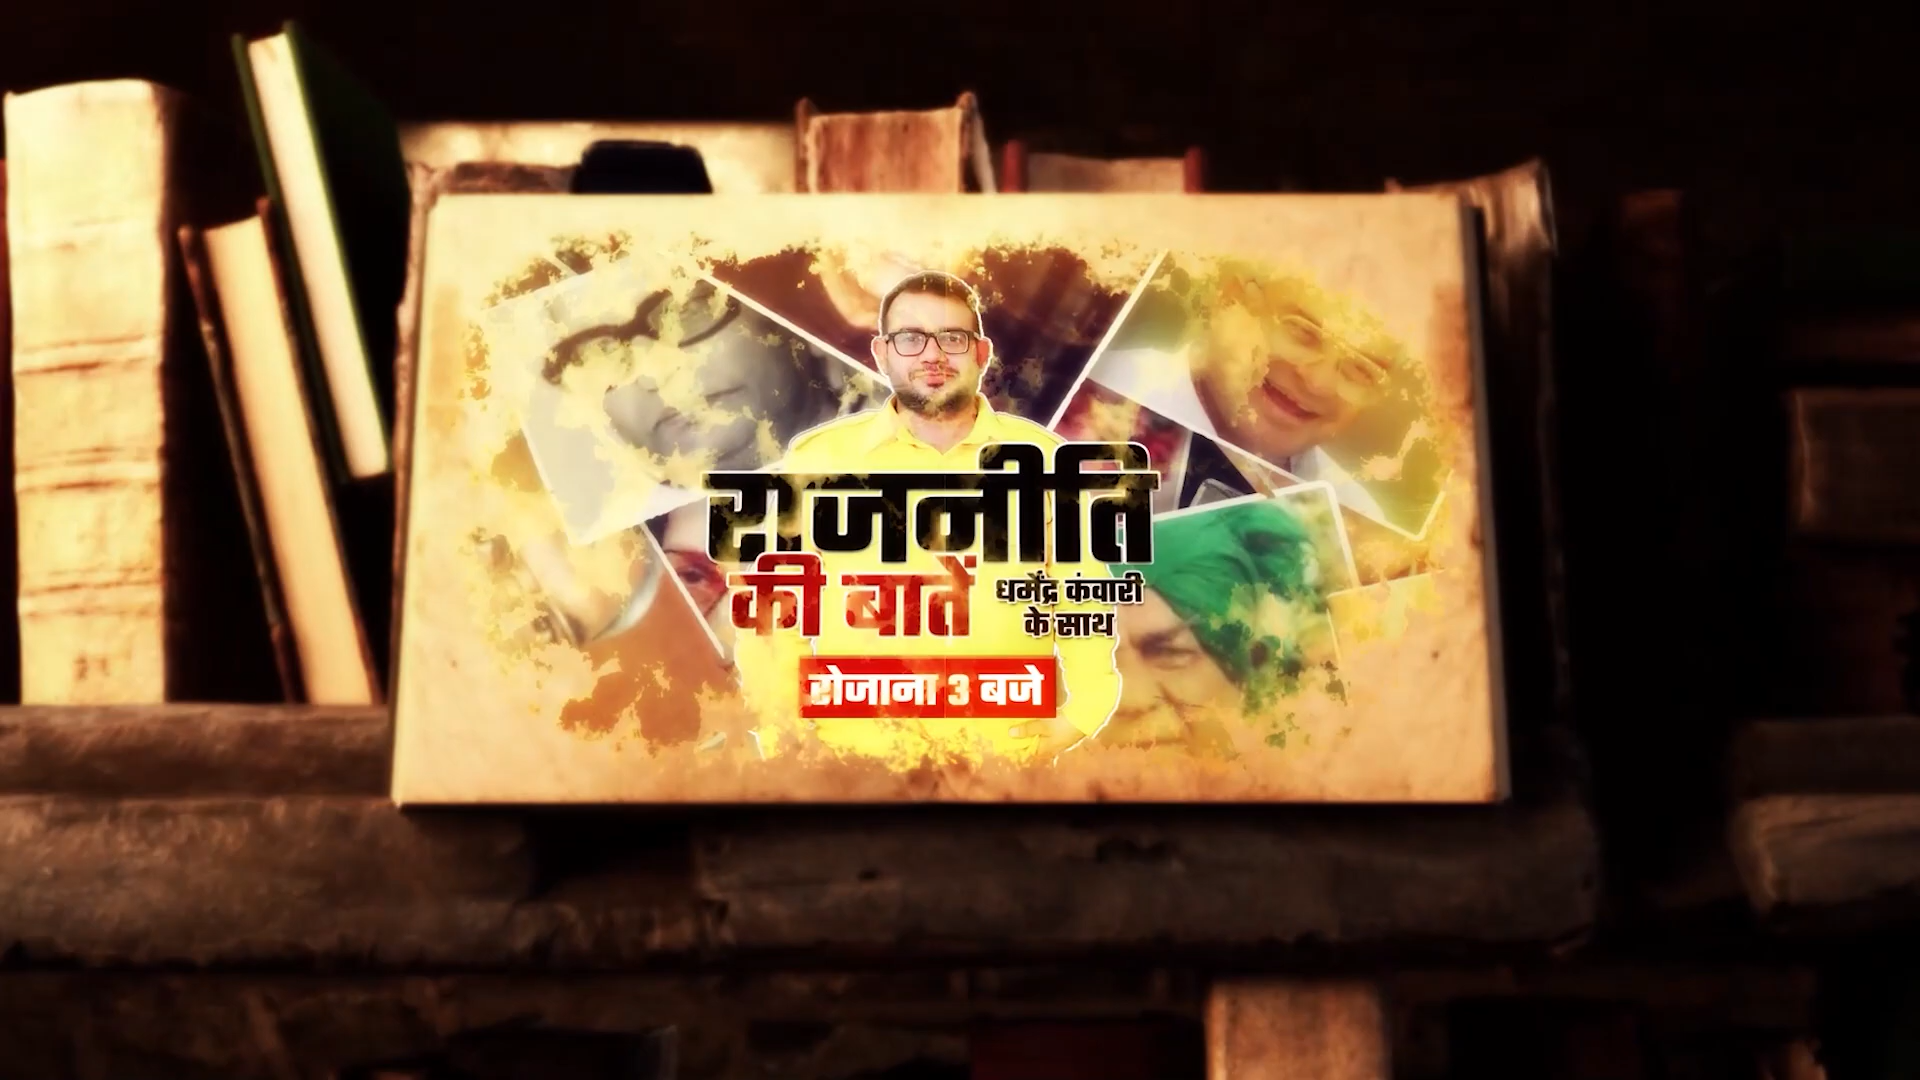 राजनीति
की बातें
धर्मेंद्र कंवारी
के साथ
रोजाना 3 बजे